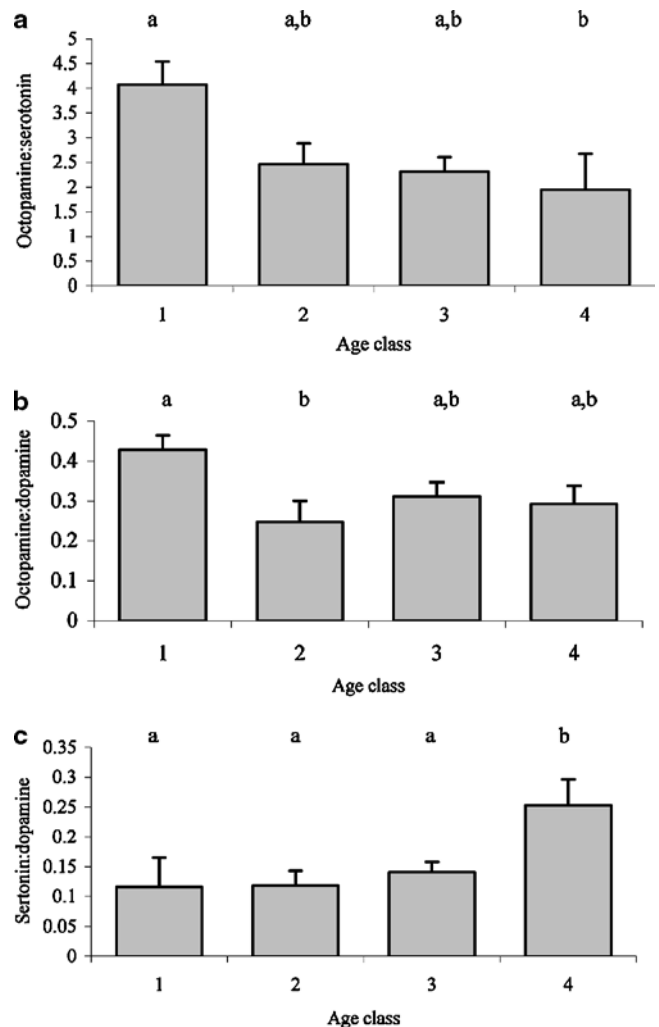 a
a a,b a,b b
5
4.5
4
3.5
3
2.5
2
1.5
1
0.5
0
Octopamine:serotonin
1 2 3 4
Age class
b
a b a,b a,b
0.5
0.4
0.3
0.2
0.1
0
Octopamine:dopamine
1 2 3 4
Age class
c
a a a b
0.35
0.3
0.25
0.2
0.15
0.1
0.05
0
Sertonin:dopamine
1 2 3 4
Age class